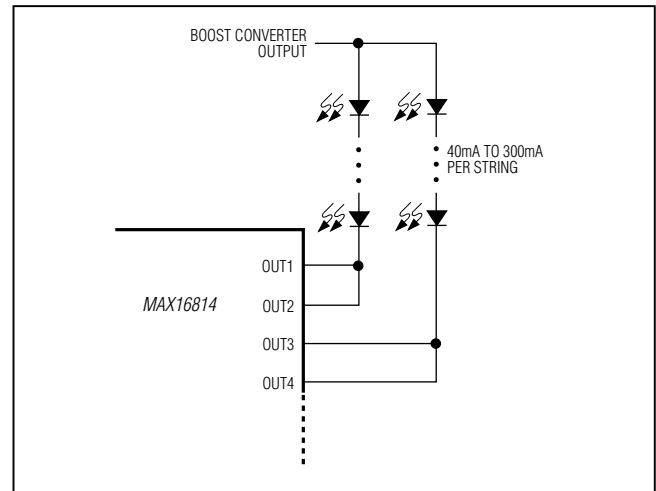 BOOST CONVERTER
OUTPUT
40mA TO 300mA
PER STRING
OUT1
MAX16814
OUT2
OUT3
OUT4